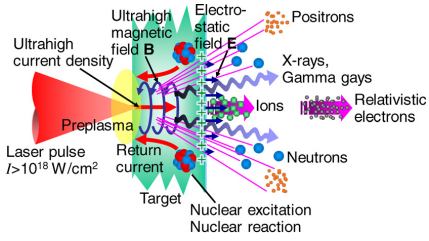 Ultrahigh
magnetic
field B
Electro-
static
field E
Positrons
Ultrahigh
current density
X-rays,
Gamma gays
Ions
Relativistic
electrons
Preplasma
Laser pulse
I>10¹⁸ W/cm²
Return
current
Neutrons
Target
Nuclear excitation
Nuclear reaction